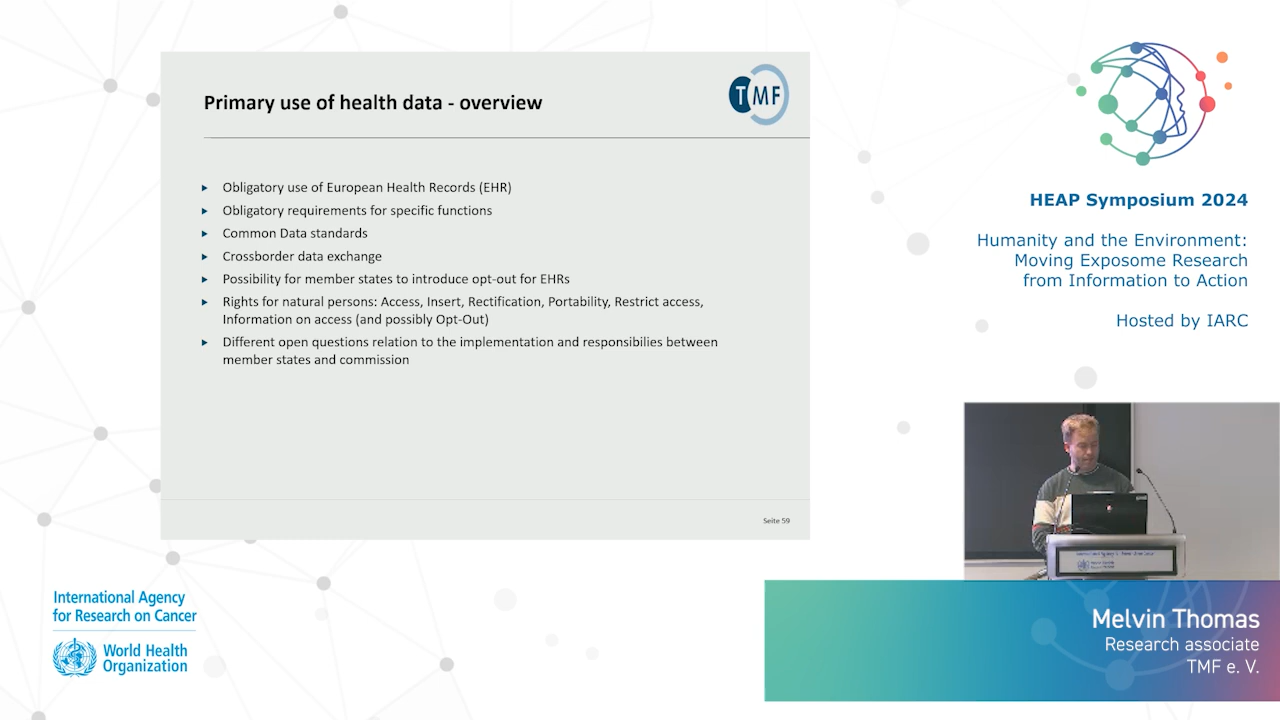 Primary use of health data - overview
TMF
Obligatory use of European Health Records (EHR)
Obligatory requirements for specific functions
Common Data standards
Crossborder data exchange
Possibility for member states to introduce opt-out for EHRs
Rights for natural persons: Access, Insert, Rectification, Portability, Restrict access,
Information on access (and possibly Opt-Out)
Different open questions relation to the implementation and responsibilies between
member states and commission
Seite 59
HEAP Symposium 2024
Humanity and the Environment:
Moving Exposome Research
from Information to Action
Hosted by IARC
International Agency
for Research on Cancer
World Health
Organization
Melvin Thomas
Research associate
TMF e. V.